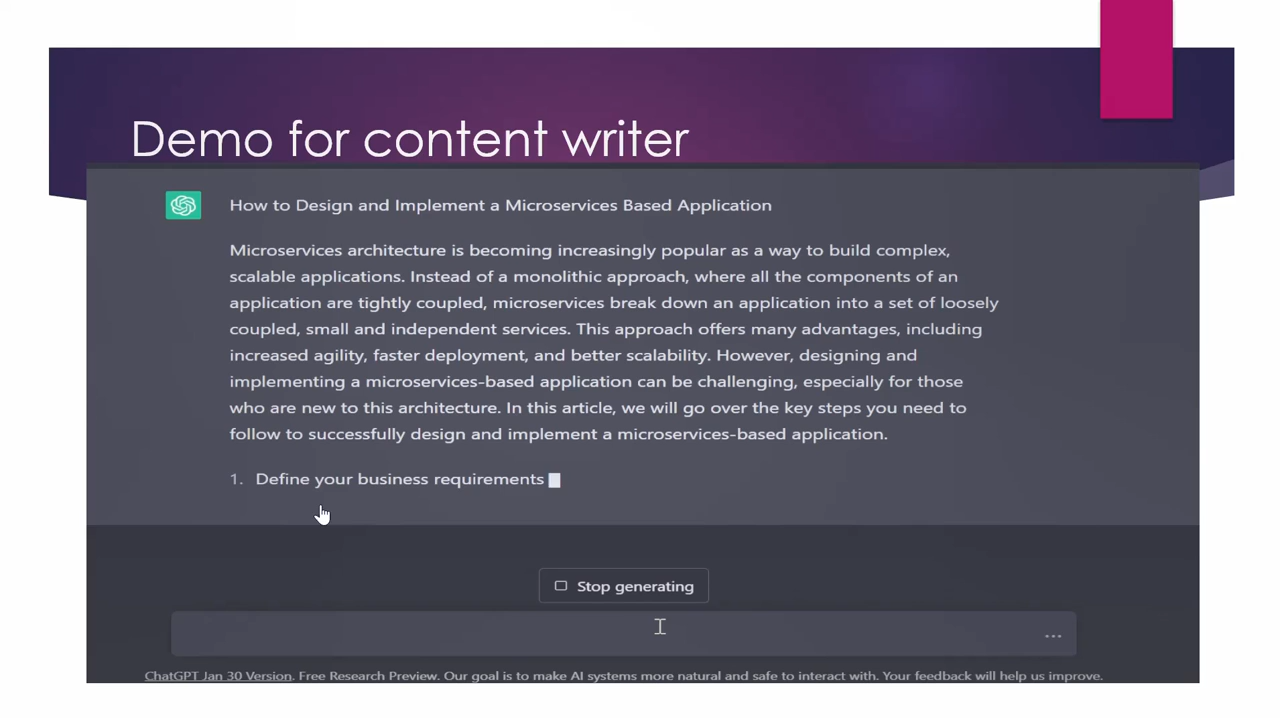 Demo for content writer
How to Design and Implement a Microservices Based Application
Microservices architecture is becoming increasingly popular as a way to build complex,
scalable applications. Instead of a monolithic approach, where all the components of an
application are tightly coupled, microservices break down an application into a set of loosely
coupled, small and independent services. This approach offers many advantages, including
increased agility, faster deployment, and better scalability. However, designing and
implementing a microservices-based application can be challenging, especially for those
who are new to this architecture. In this article, we will go over the key steps you need to
follow to successfully design and implement a microservices-based application.
1. Define your business requirements
Stop generating
...
ChatGPT Jan 30 Version. Free Research Preview. Our goal is to make AI systems more natural and safe to interact with. Your feedback will help us improve.